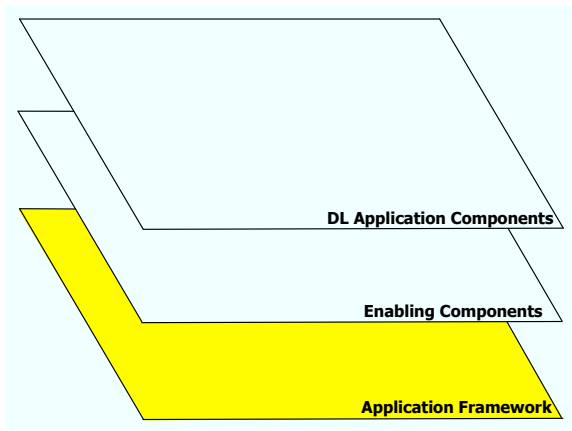 DL Application Components
Enabling Components
Application Framework